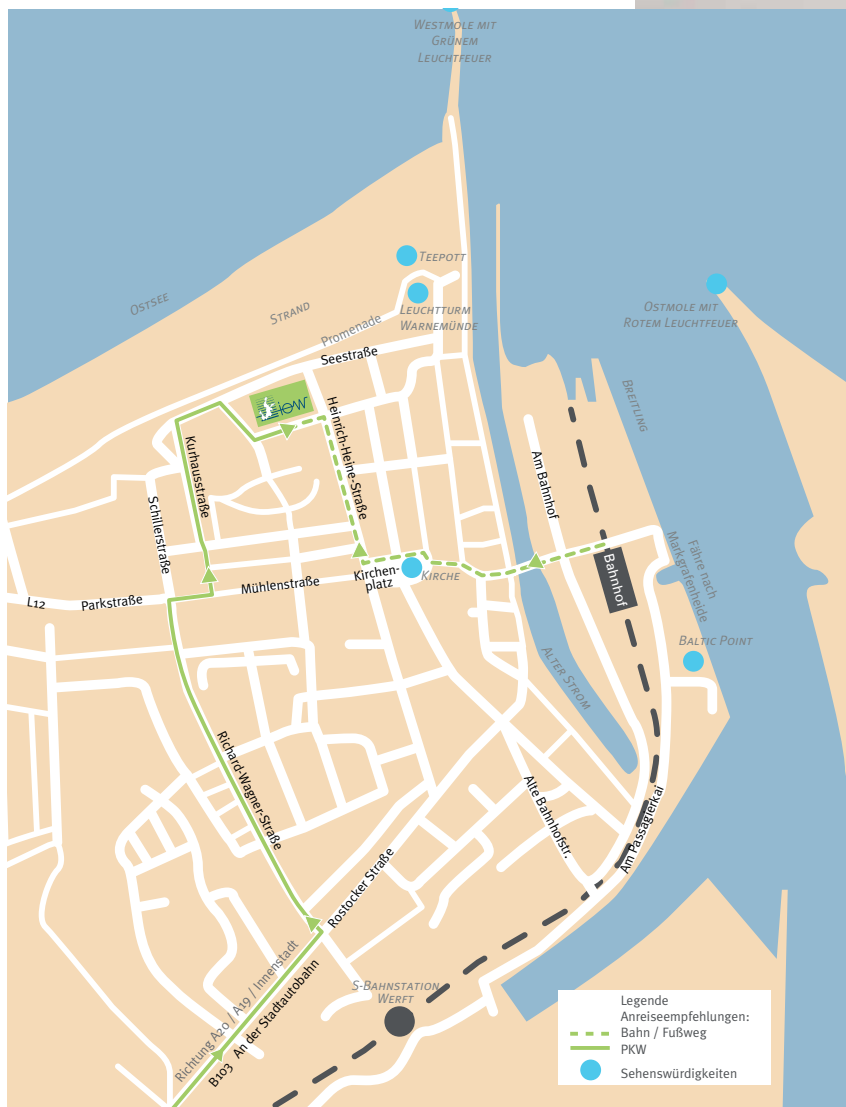 Westmole mit
Grünem
Leuchtfeuer
Teepott
Leuchtturm
Warnemünde
Ostsee
Strand
Promenade
Seestraße
Ostmole mit
Rotem Leuchtfeuer
Breitling
iow
Heinrich-Heine-Straße
Kurhausstraße
Schillerstraße
Am Bahnhof
Bahnhof
Fähre nach
Markgrafenheide
Kirchen-
platz
Kirche
Mühlenstraße
Parkstraße
L12
Baltic Point
Alter Strom
Richard-Wagner-Straße
Alte Bahnhofstr.
Am Passagierkai
Rostocker Straße
Richtung A20 / A19 / Innenstadt
B103 An der Stadtautobahn
S-Bahnstation
Werft
Legende
Anreiseempfehlungen:
Bahn / Fußweg
PKW
Sehenswürdigkeiten